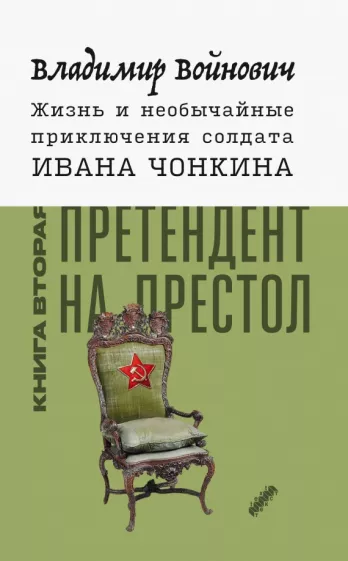 Владимир Войнович
Жизнь и необычайные
приключения солдата
ИВАНА ЧОНКИНА
КНИГА ВТОРАЯ
ПРЕТЕНДЕНТ
НА ПРЕСТОЛ